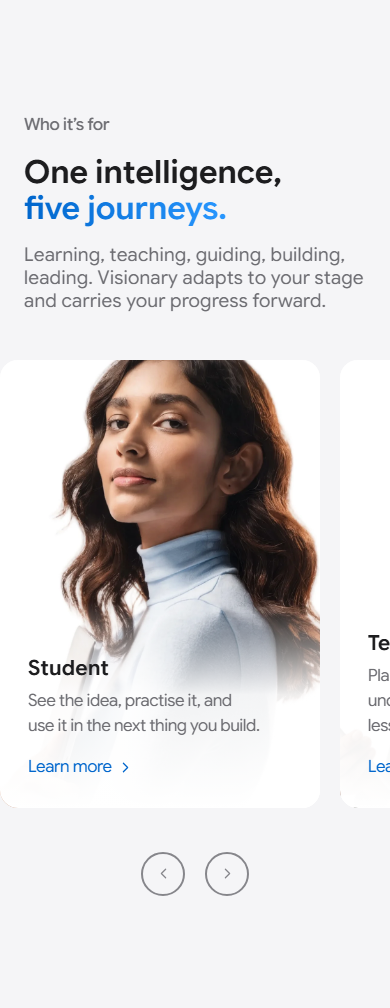 Who it's for
One intelligence,
five journeys.
Learning, teaching, guiding, building,
leading. Visionary adapts to your stage
and carries your progress forward.
Student
See the idea, practise it, and
use it in the next thing you build.
Learn more